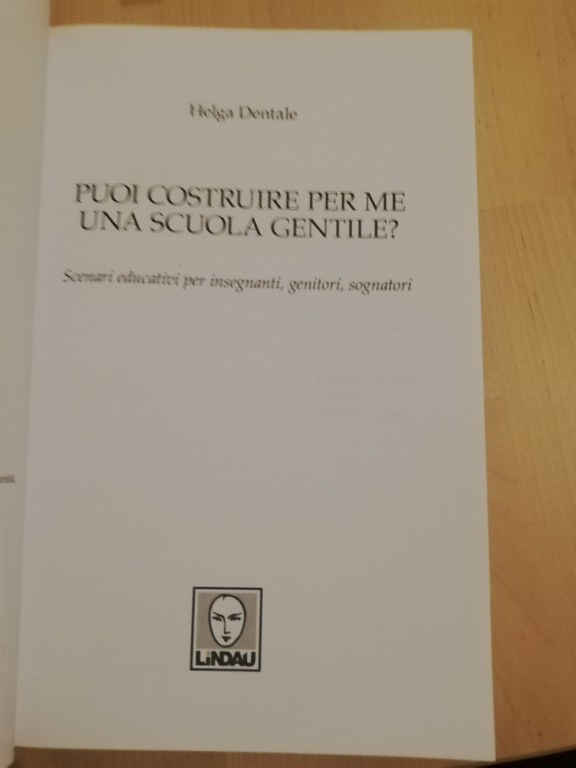 Helga Dentale
PUOI COSTRUIRE PER ME
UNA SCUOLA GENTILE?
Scenari educativi per insegnanti, genitori, sognatori
LiNDAU